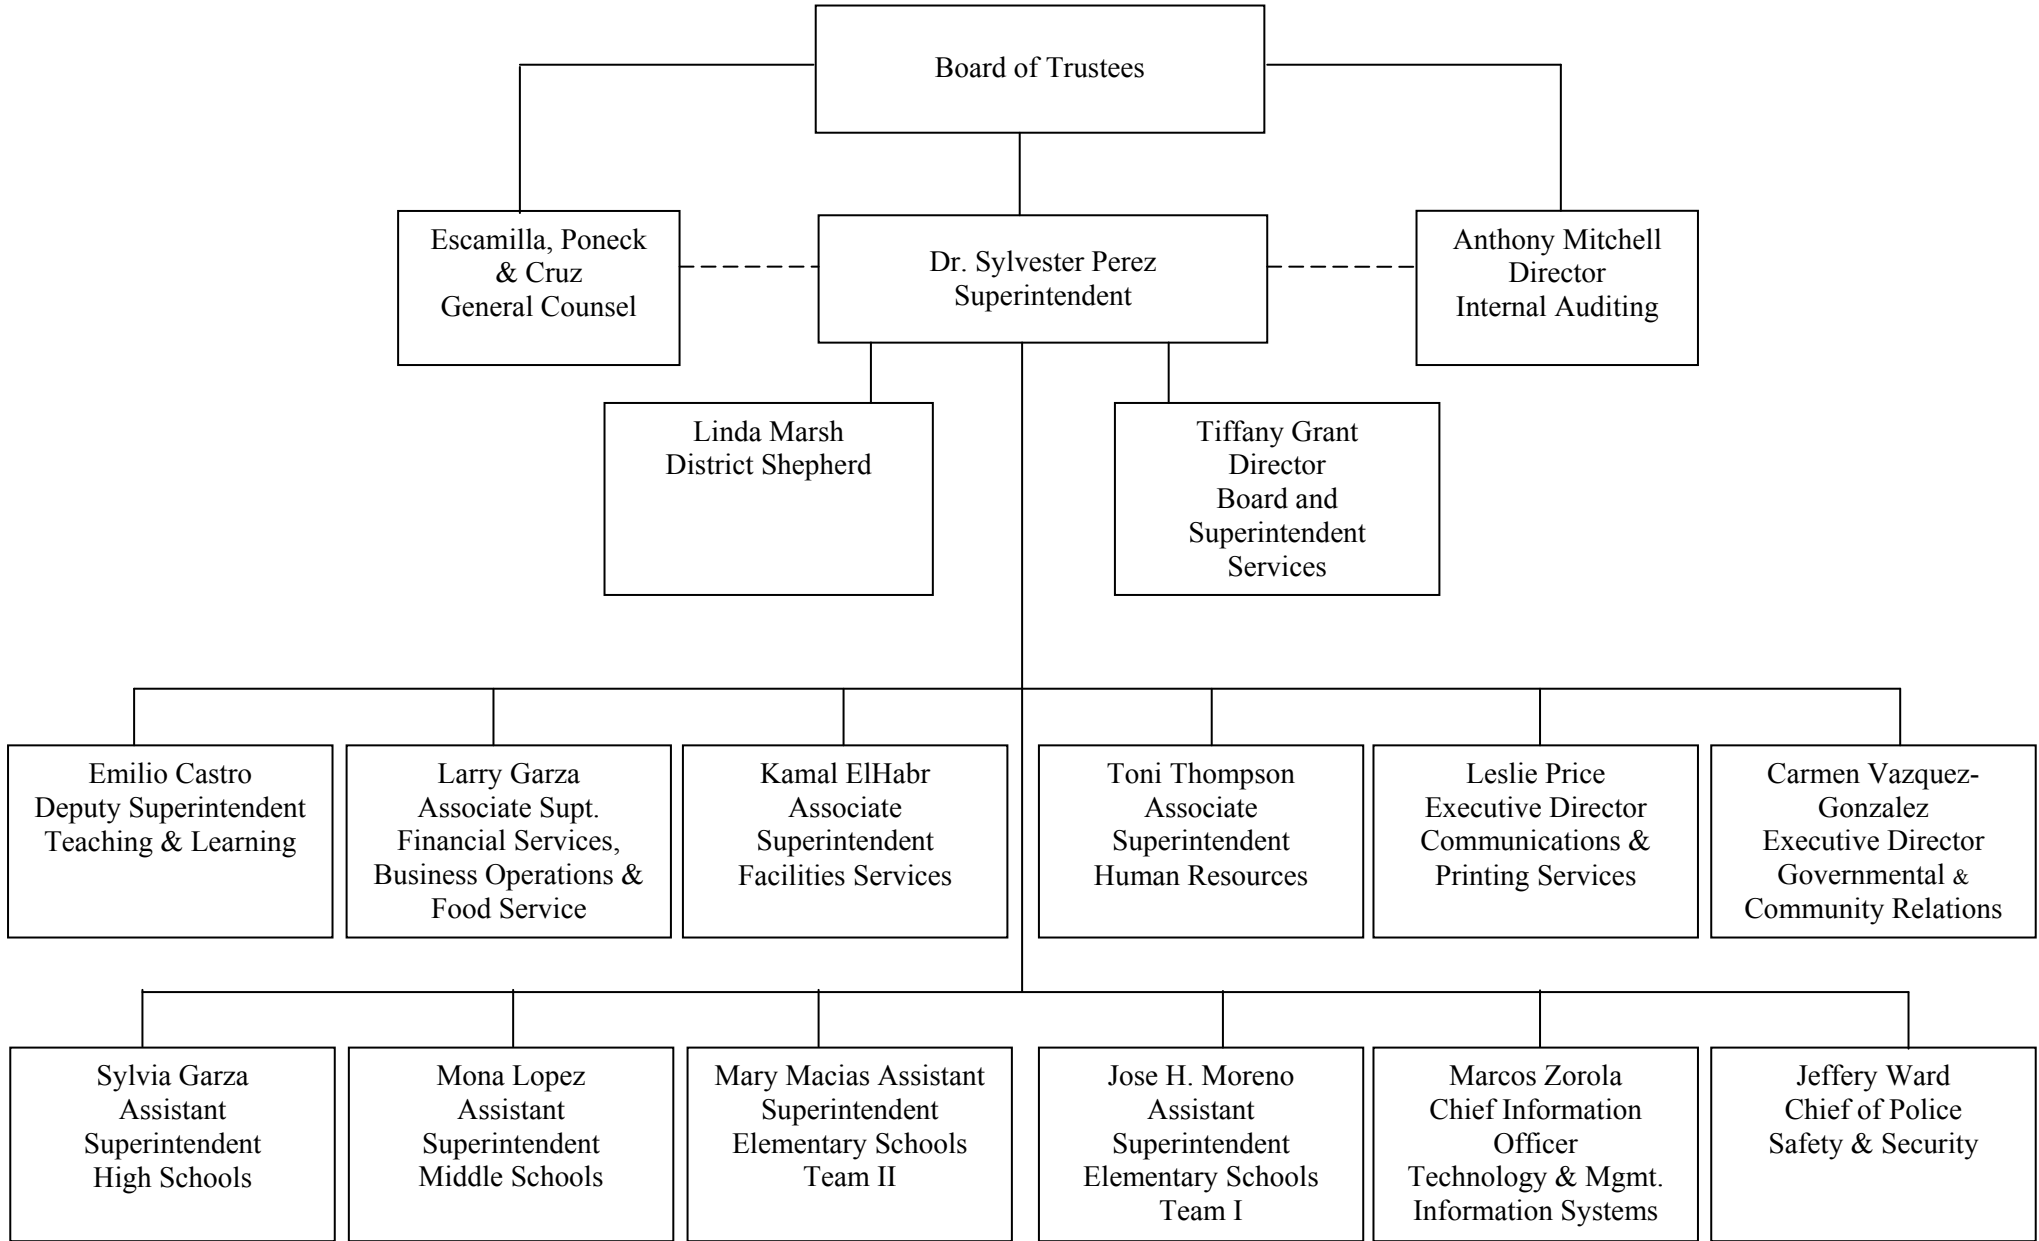 Board of Trustees
Escamilla, Poneck
& Cruz
General Counsel
Dr. Sylvester Perez
Superintendent
Anthony Mitchell
Director
Internal Auditing
Linda Marsh
District Shepherd
Tiffany Grant
Director
Board and
Superintendent
Services
Emilio Castro
Deputy Superintendent
Teaching & Learning
Larry Garza
Associate Supt.
Financial Services,
Business Operations &
Food Service
Kamal ElHabr
Associate
Superintendent
Facilities Services
Toni Thompson
Associate
Superintendent
Human Resources
Leslie Price
Executive Director
Communications &
Printing Services
Carmen Vazquez-
Gonzalez
Executive Director
Governmental &
Community Relations
Sylvia Garza
Assistant
Superintendent
High Schools
Mona Lopez
Assistant
Superintendent
Middle Schools
Mary Macias Assistant
Superintendent
Elementary Schools
Team II
Jose H. Moreno
Assistant
Superintendent
Elementary Schools
Team I
Marcos Zorola
Chief Information
Officer
Technology & Mgmt.
Information Systems
Jeffery Ward
Chief of Police
Safety & Security